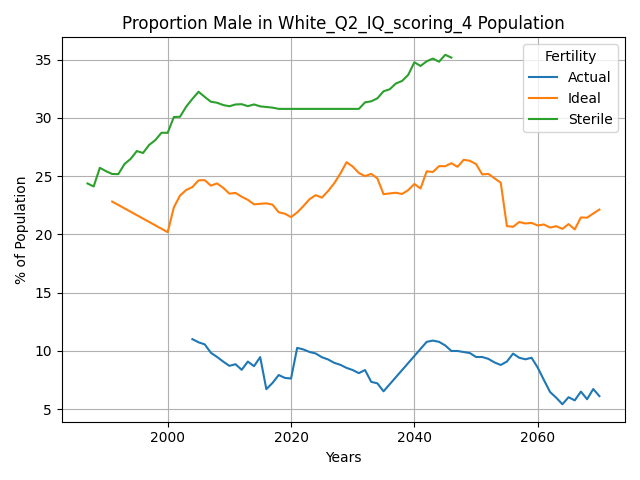 Proportion Male in White_Q2_IQ_scoring_4 Population
Fertility
Actual
Ideal
Sterile
% of Population
35
30
25
20
15
10
5
2000 2020 2040 2060
Years